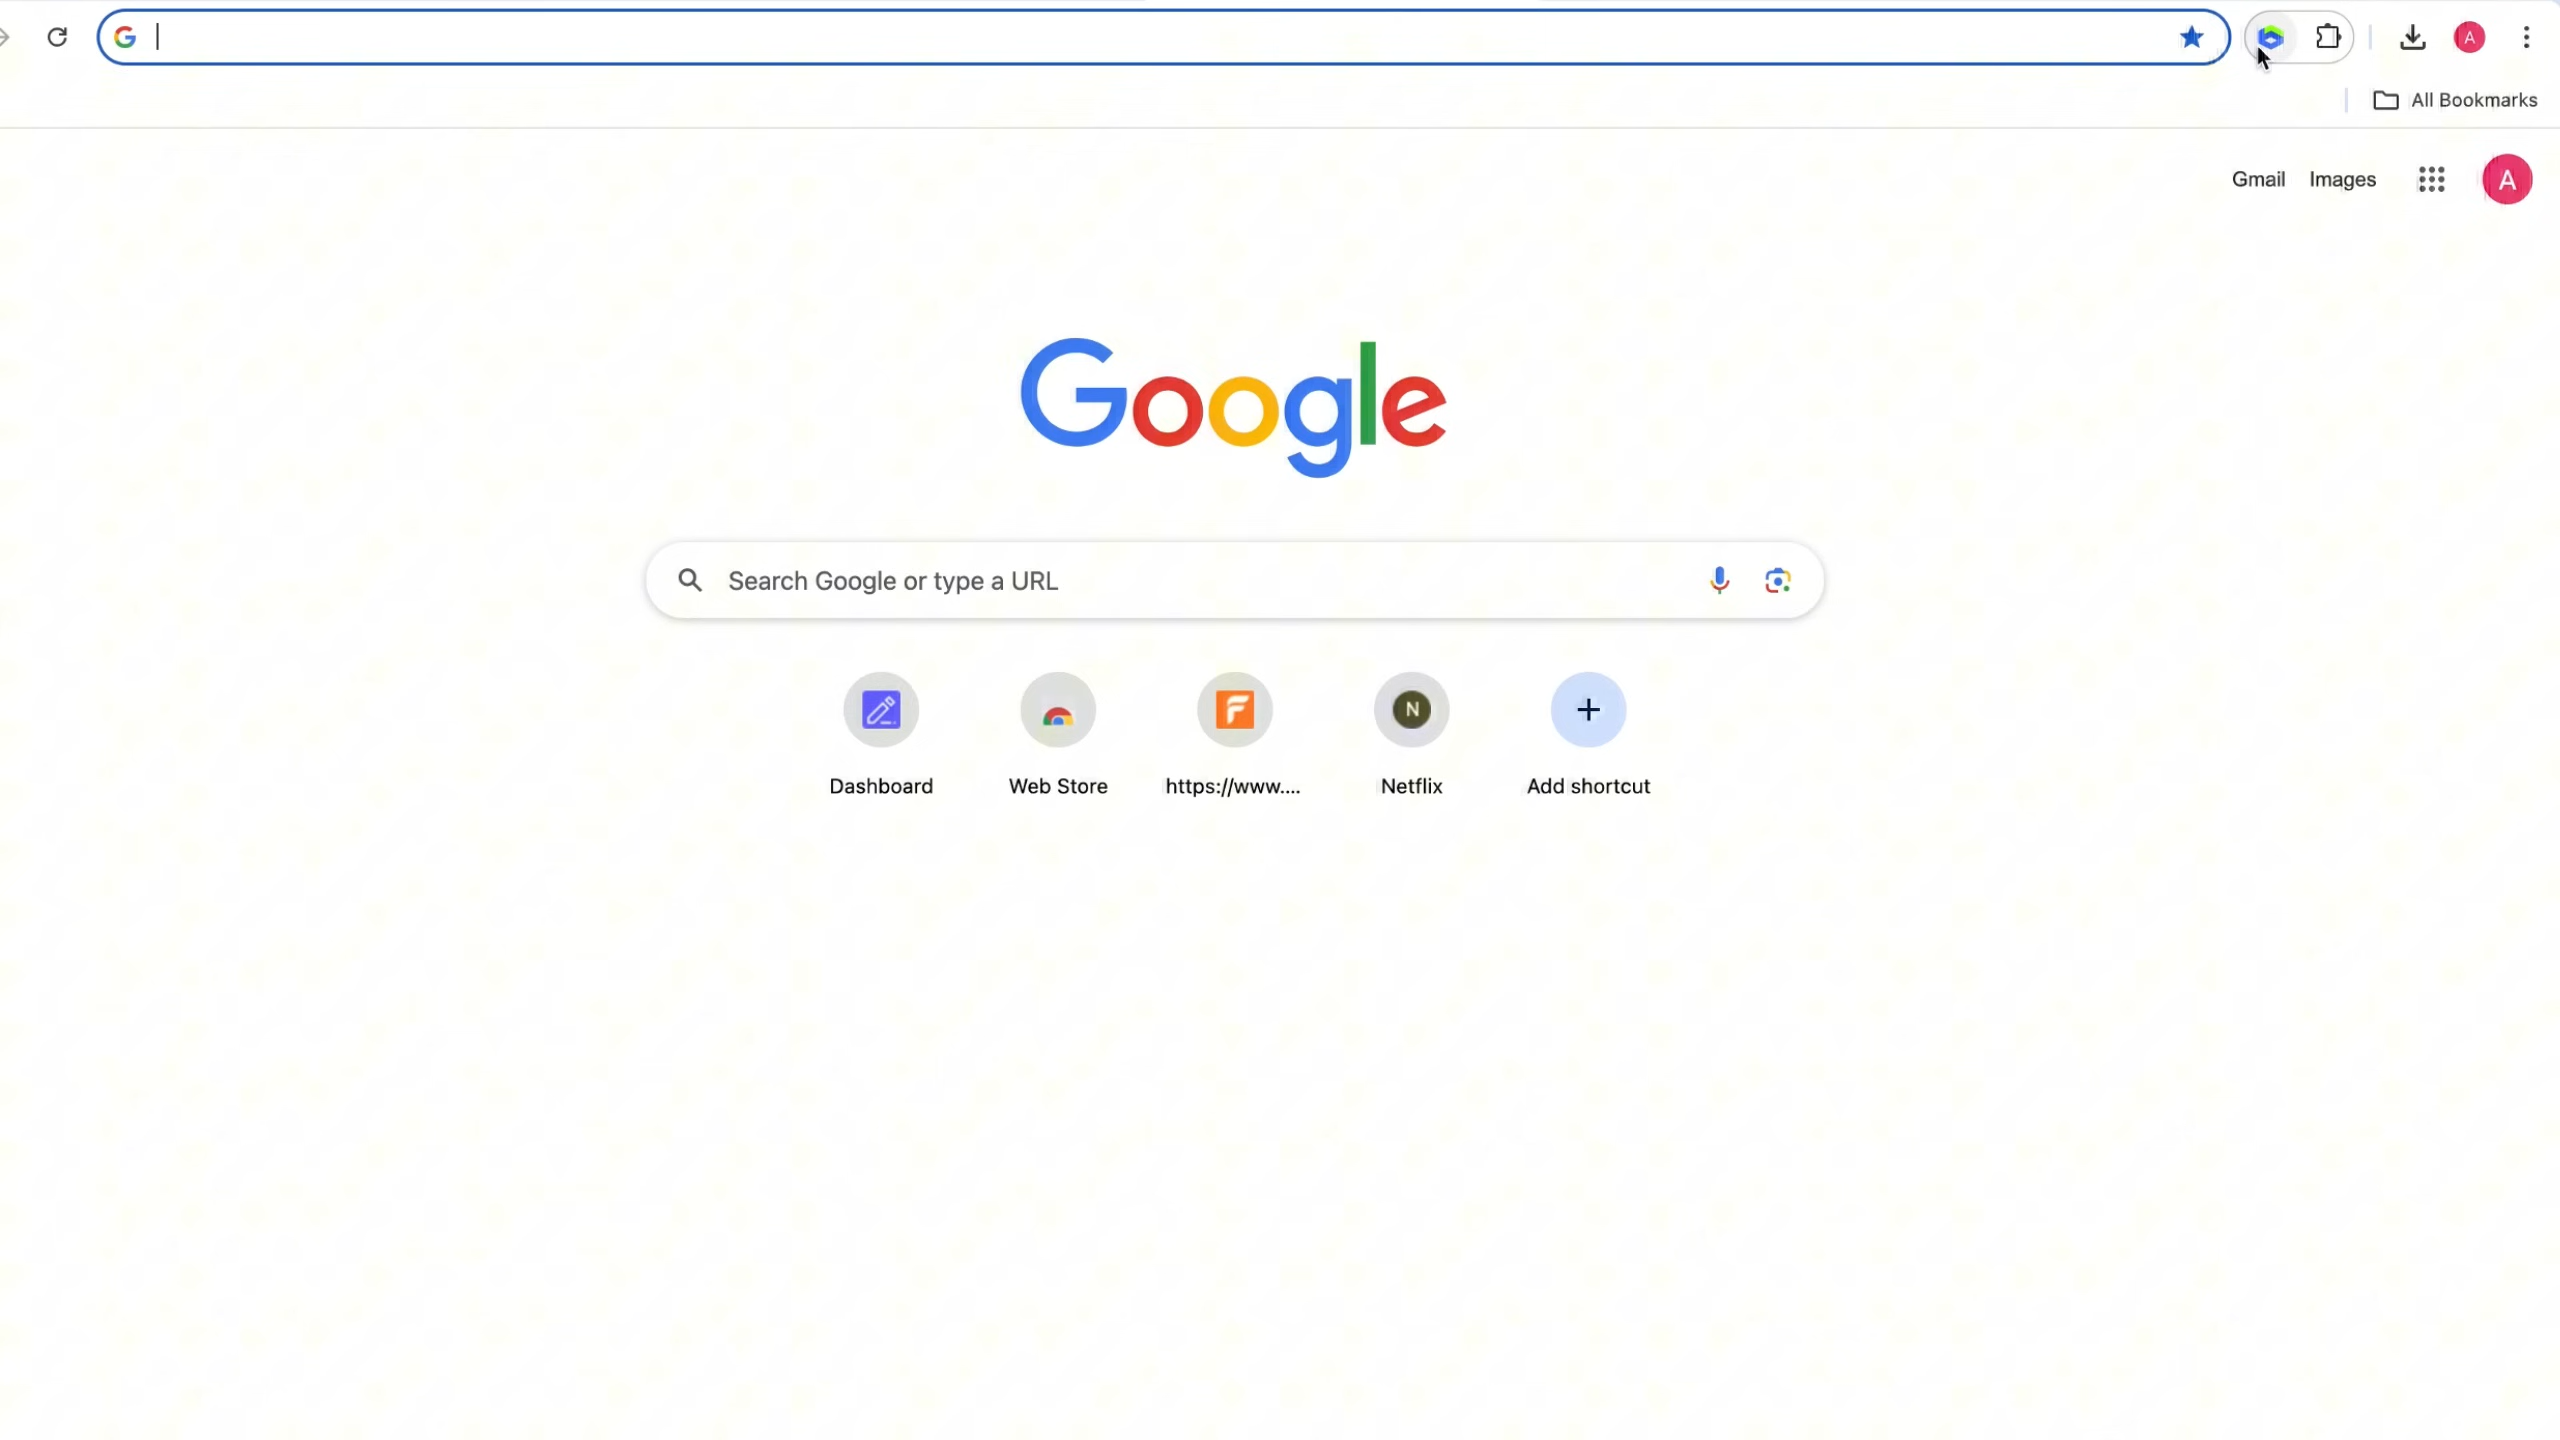 A
All Bookmarks
Gmail Images A
Google
Search Google or type a URL
N
Dashboard Web Store https://www.... Netflix Add shortcut